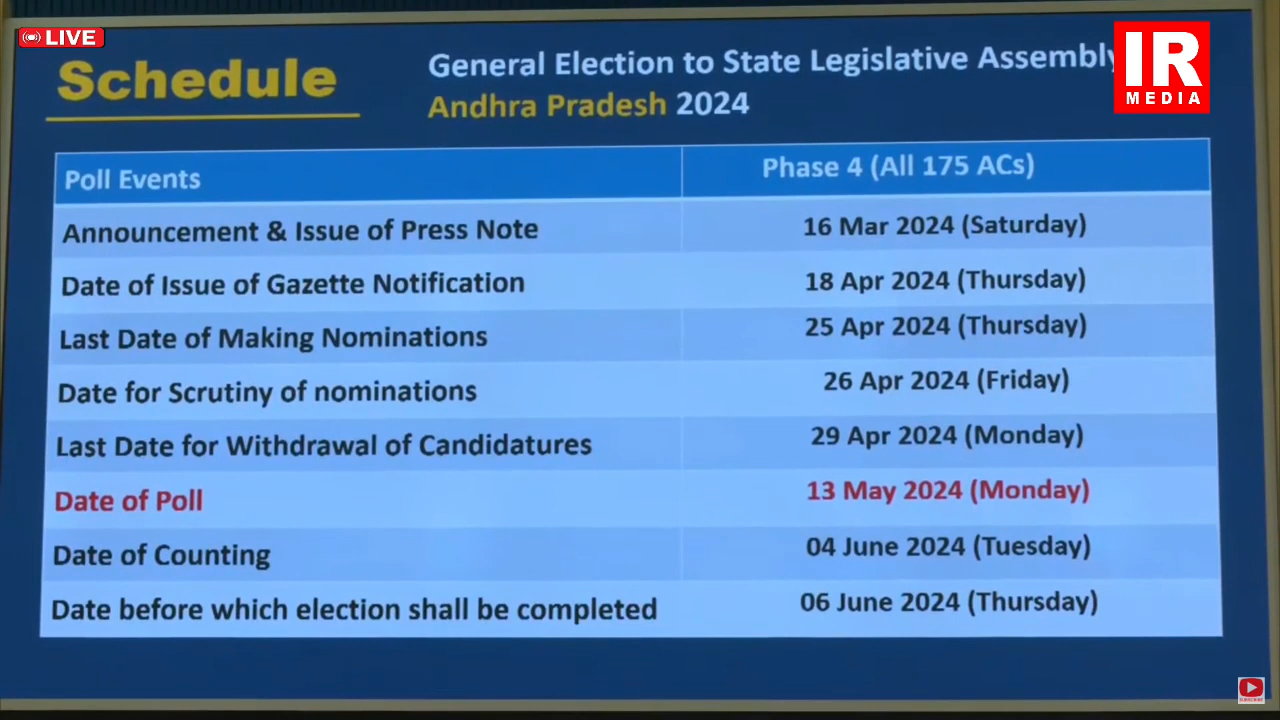 LIVE
Schedule
General Election to State Legislative Assembly
Andhra Pradesh 2024
IR
MEDIA
Poll Events Phase 4 (All 175 ACs)
Announcement & Issue of Press Note 16 Mar 2024 (Saturday)
Date of Issue of Gazette Notification 18 Apr 2024 (Thursday)
Last Date of Making Nominations 25 Apr 2024 (Thursday)
Date for Scrutiny of nominations 26 Apr 2024 (Friday)
Last Date for Withdrawal of Candidatures 29 Apr 2024 (Monday)
Date of Poll 13 May 2024 (Monday)
Date of Counting 04 June 2024 (Tuesday)
Date before which election shall be completed 06 June 2024 (Thursday)
SUBSCRIBE